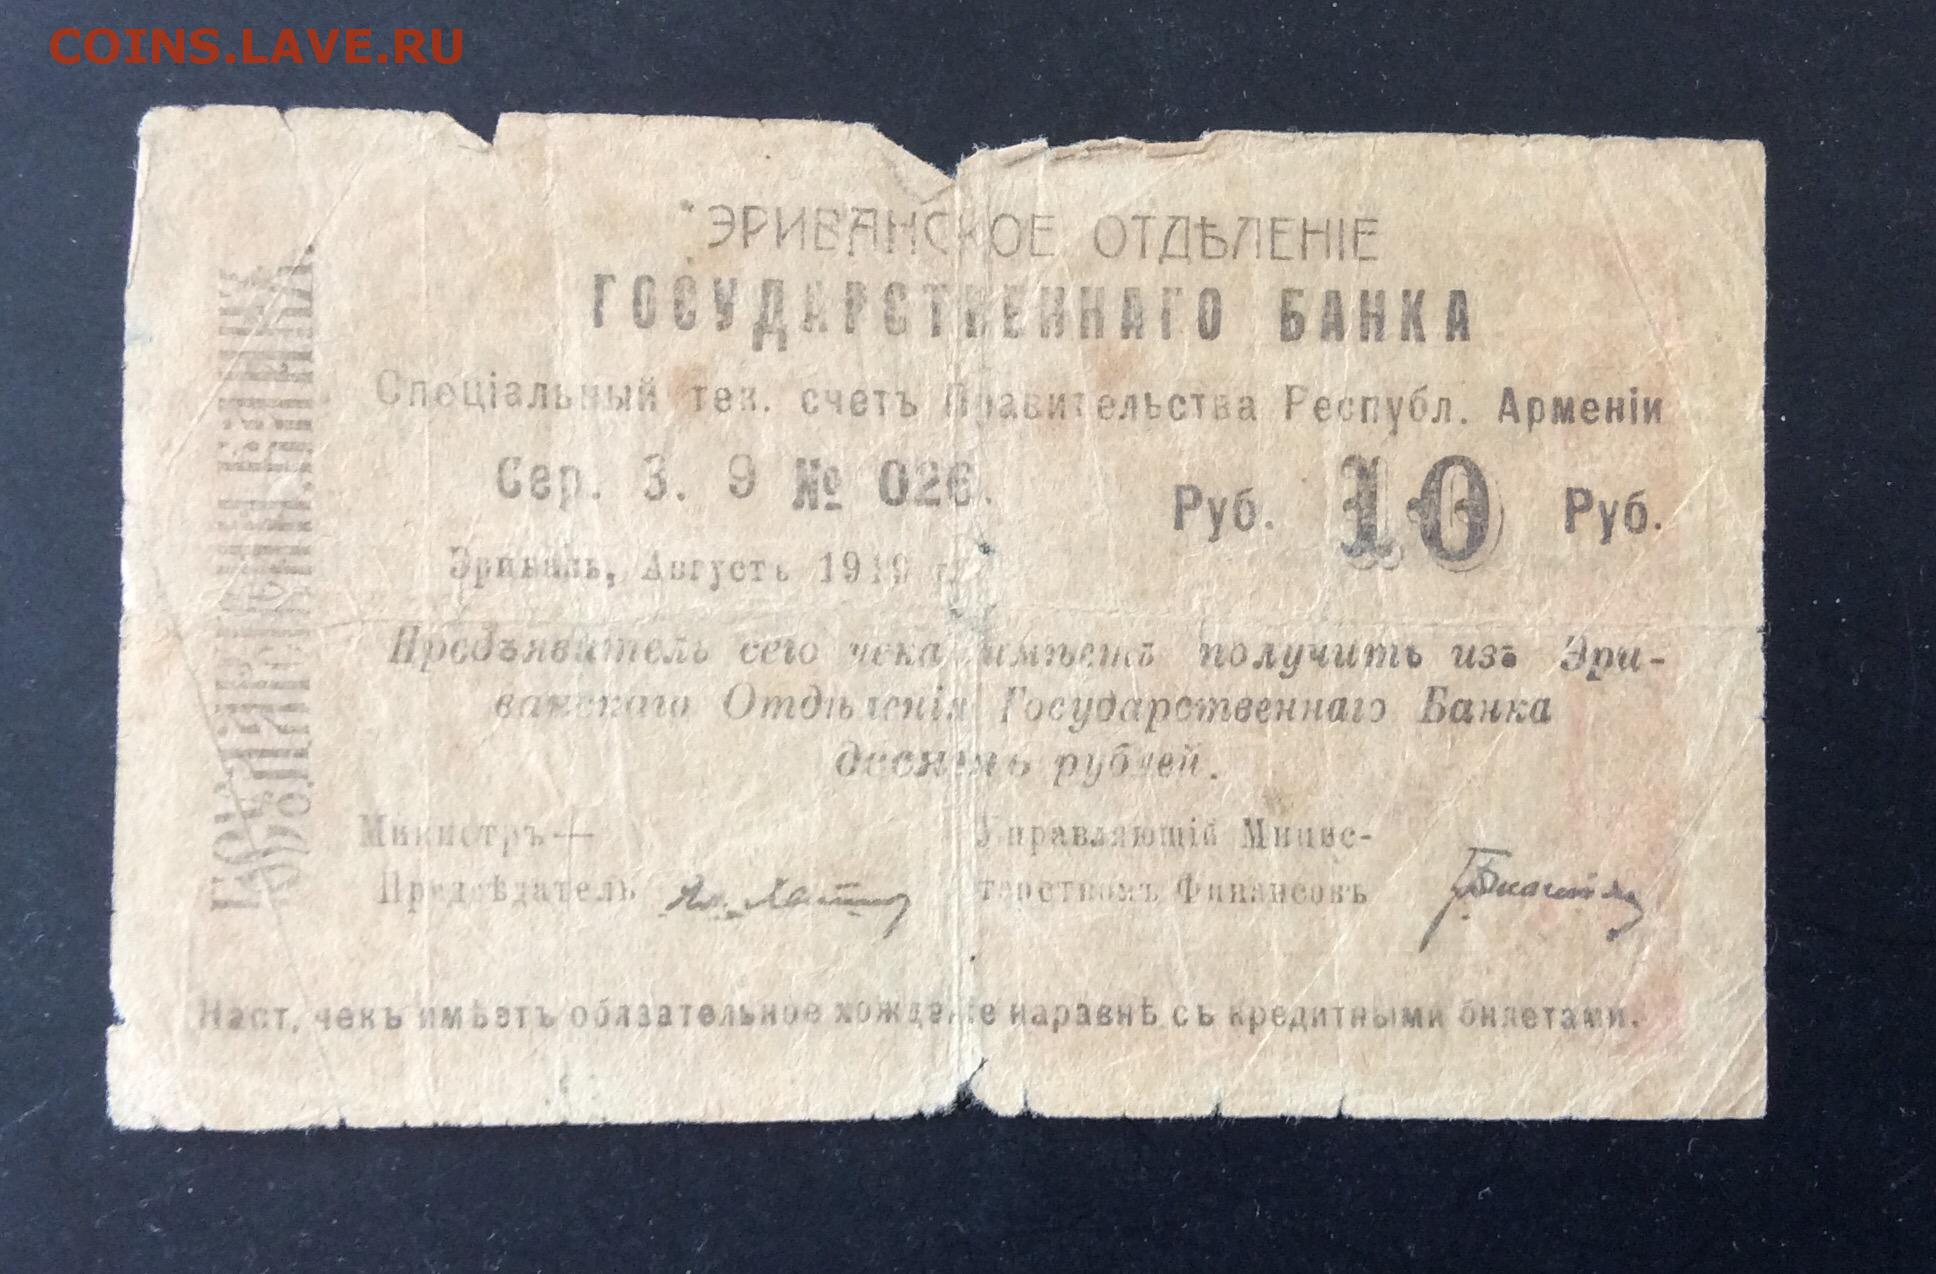 COINS.LAVE.RU
ЭРИВАНСКОЕ ОТДѢЛЕНІЕ
ГОСУДАРСТВЕННАГО БАНКА
Спеціальный тек. счетъ Правительства Республ. Арменіи
Сер. З. 9 № 026.
Руб. 10 Руб.
Эривань, Августъ 1919 г.
Предъявитель сего чека имѣетъ получить изъ Эри-
ванскаго Отдѣленія Государственнаго Банка
десять рублей.
Министръ—
Предсѣдатель
Управляющій Минис-
терствомъ Финансовъ
Наст. чекъ имѣетъ обязательное хожденіе наравнѣ съ кредитными билетами.